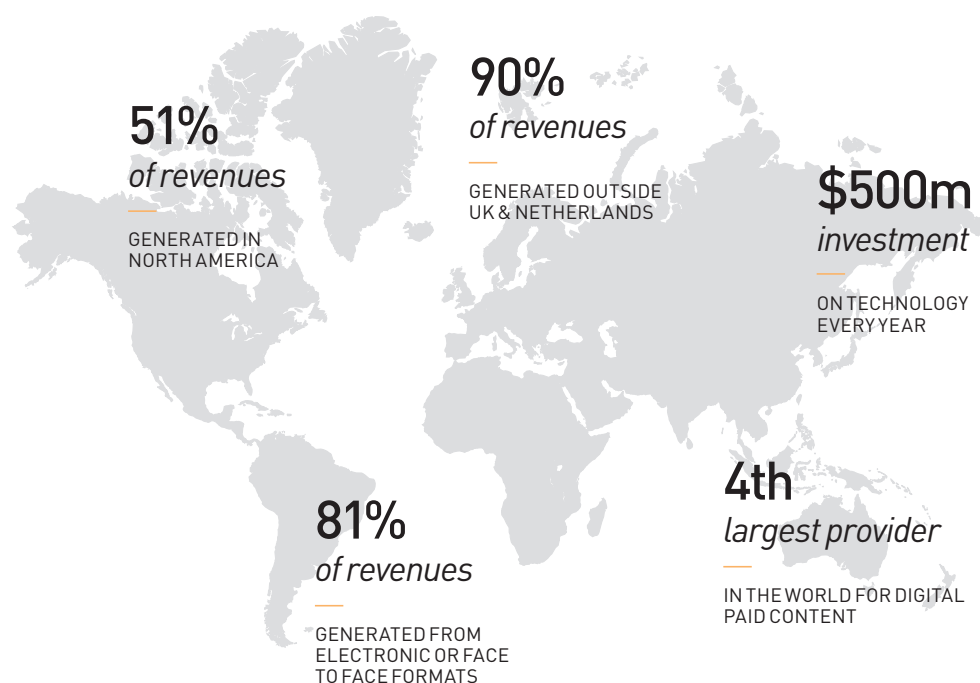 51%
of revenues
GENERATED IN
NORTH AMERICA
90%
of revenues
GENERATED OUTSIDE
UK & NETHERLANDS
$500m
investment
ON TECHNOLOGY
EVERY YEAR
81%
of revenues
GENERATED FROM
ELECTRONIC OR FACE
TO FACE FORMATS
4th
largest provider
IN THE WORLD FOR DIGITAL
PAID CONTENT